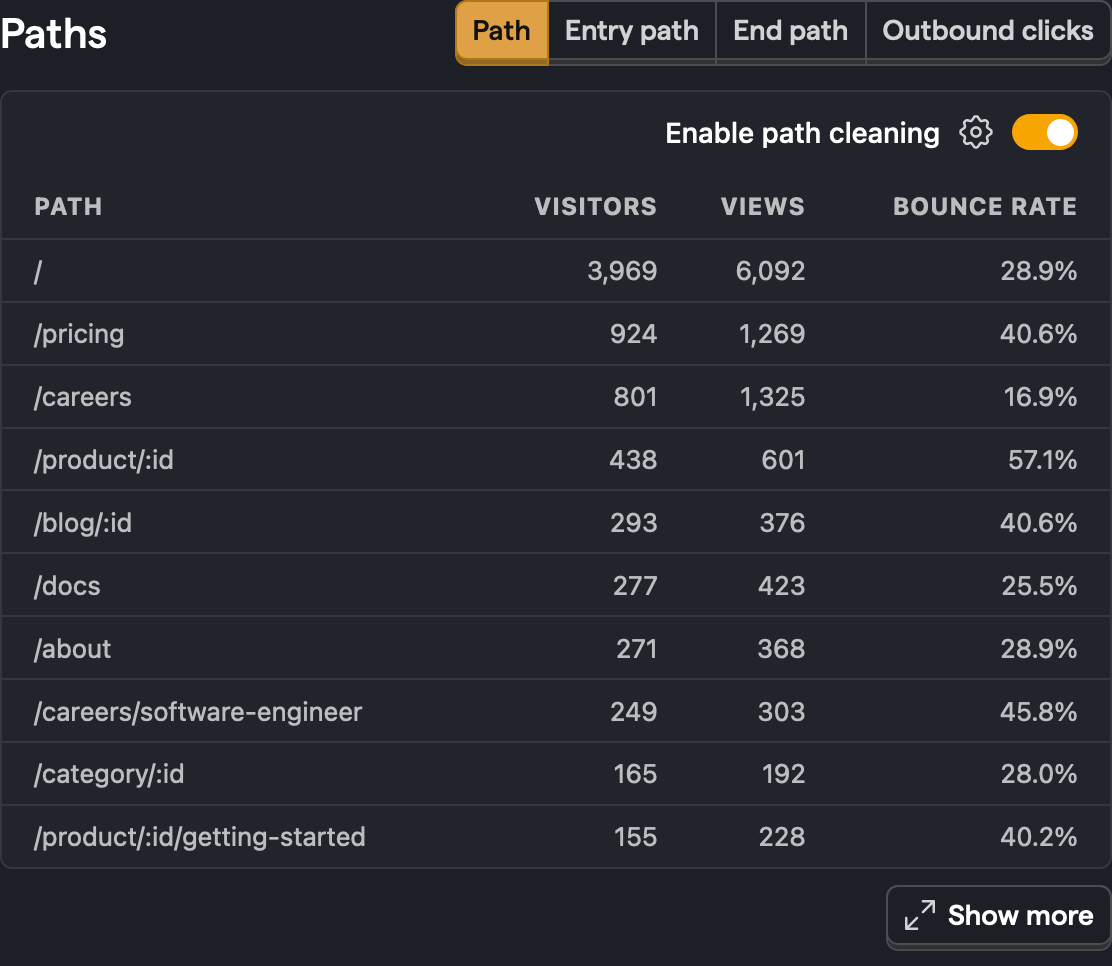 Paths
Path Entry path End path Outbound clicks
Enable path cleaning
PATH VISITORS VIEWS BOUNCE RATE
/ 3,969 6,092 28.9%
/pricing 924 1,269 40.6%
/careers 801 1,325 16.9%
/product/:id 438 601 57.1%
/blog/:id 293 376 40.6%
/docs 277 423 25.5%
/about 271 368 28.9%
/careers/software-engineer 249 303 45.8%
/category/:id 165 192 28.0%
/product/:id/getting-started 155 228 40.2%
Show more